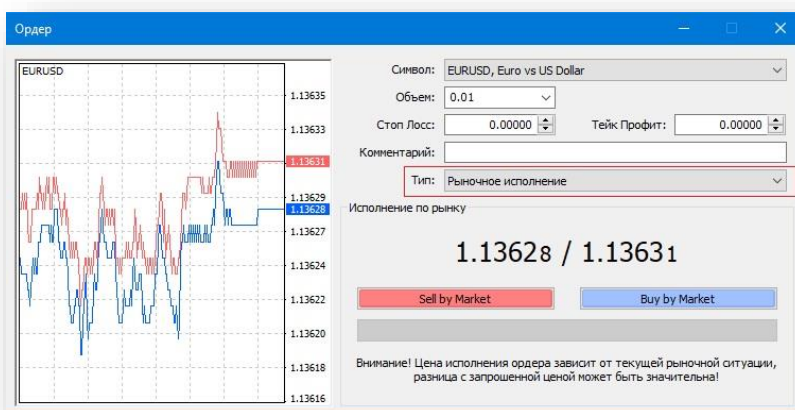 Ордер
EURUSD
1.13635
1.13633
1.13631
1.13629
1.13628
1.13627
1.13624
1.13622
1.13620
1.13618
1.13616
Символ: EURUSD, Euro vs US Dollar
Объем: 0.01
Стоп Лосс: 0.00000 Тейк Профит: 0.00000
Комментарий:
Тип: Рыночное исполнение
Исполнение по рынку
1.13628 / 1.13631
Sell by Market Buy by Market
Внимание! Цена исполнения ордера зависит от текущей рыночной ситуации,
разница с запрошенной ценой может быть значительна!